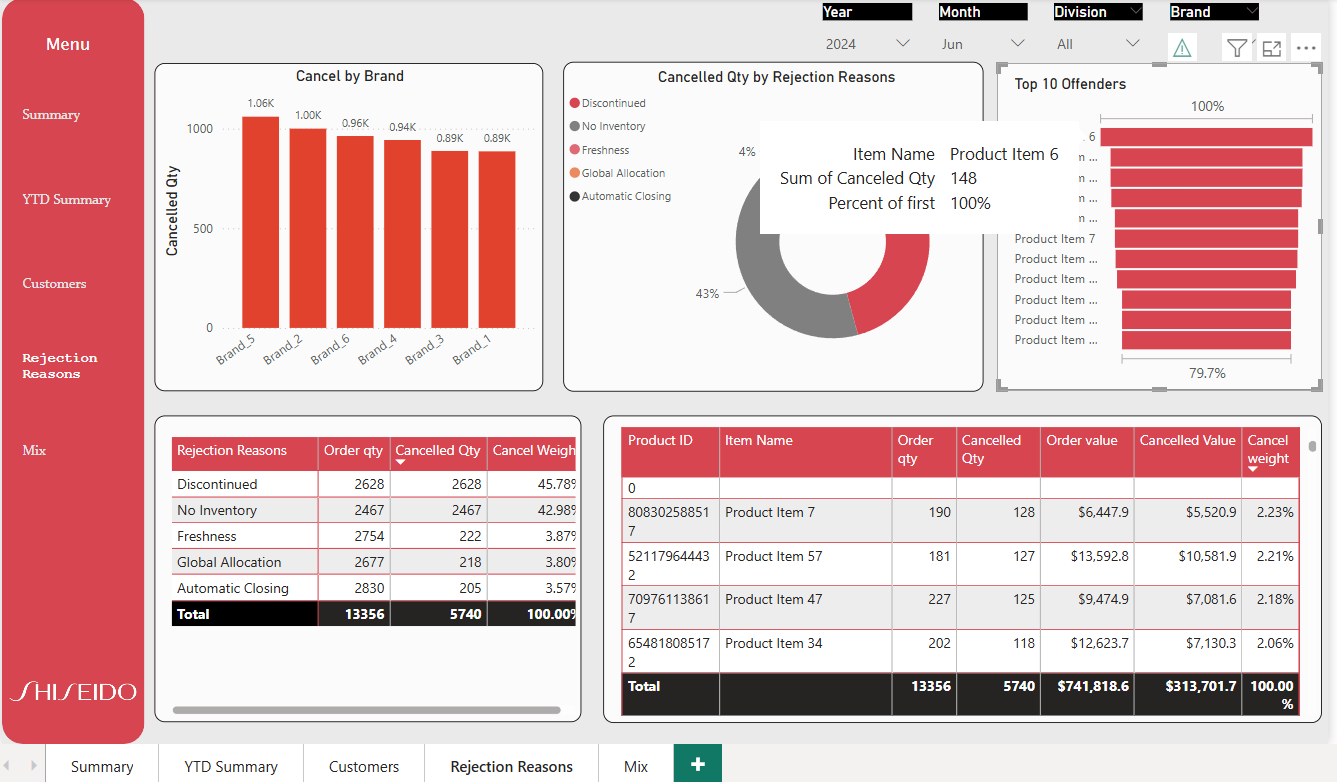 Menu
Summary
YTD Summary
Customers
Rejection
Reasons
Mix
SHISEIDO
Year
2024
Month
Jun
Division
All
Brand
Cancel by Brand
Cancelled Qty
1000
500
0
1.06K
1.00K
0.96K
0.94K
0.89K
0.89K
Brand_5
Brand_2
Brand_6
Brand_4
Brand_3
Brand_1
Cancelled Qty by Rejection Reasons
Discontinued
No Inventory
Freshness
Global Allocation
Automatic Closing
4%
43%
Item Name Product Item 6
Sum of Canceled Qty 148
Percent of first 100%
Top 10 Offenders
100%
6
Product Item 7
Product Item ...
Product Item ...
Product Item ...
Product Item ...
Product Item ...
79.7%
Rejection Reasons Order qty Cancelled Qty Cancel Weigh
Discontinued 2628 2628 45.78%
No Inventory 2467 2467 42.98%
Freshness 2754 222 3.87%
Global Allocation 2677 218 3.80%
Automatic Closing 2830 205 3.57%
Total 13356 5740 100.00%
Product ID Item Name Order qty Cancelled Qty Order value Cancelled Value Cancel weight
0
80830258851 Product Item 7 190 128 $6,447.9 $5,520.9 2.23%
7
52117964443 Product Item 57 181 127 $13,592.8 $10,581.9 2.21%
2
70976113861 Product Item 47 227 125 $9,474.9 $7,081.6 2.18%
7
65481808517 Product Item 34 202 118 $12,623.7 $7,130.3 2.06%
2
Total 13356 5740 $741,818.6 $313,701.7 100.00
%
Summary YTD Summary Customers Rejection Reasons Mix +